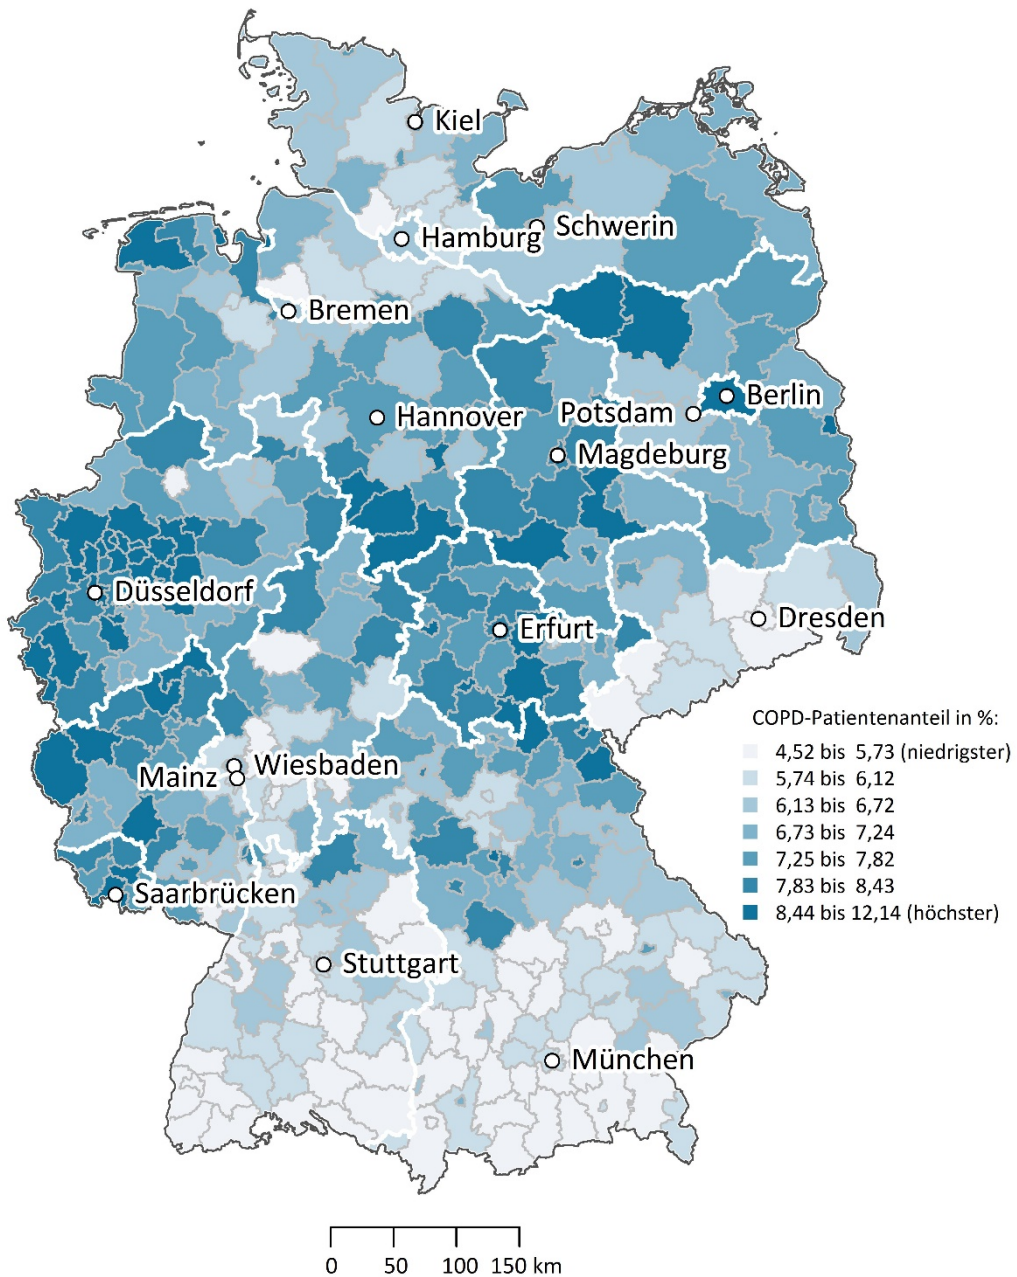 Kiel
Schwerin
Hamburg
Bremen
Berlin
Hannover
Potsdam
Magdeburg
Düsseldorf
Erfurt
Dresden
COPD-Patientenanteil in %:
4,52 bis 5,73 (niedrigster)
5,74 bis 6,12
6,13 bis 6,72
6,73 bis 7,24
7,25 bis 7,82
7,83 bis 8,43
8,44 bis 12,14 (höchster)
Wiesbaden
Mainz
Saarbrücken
Stuttgart
München
0 50 100 150 km